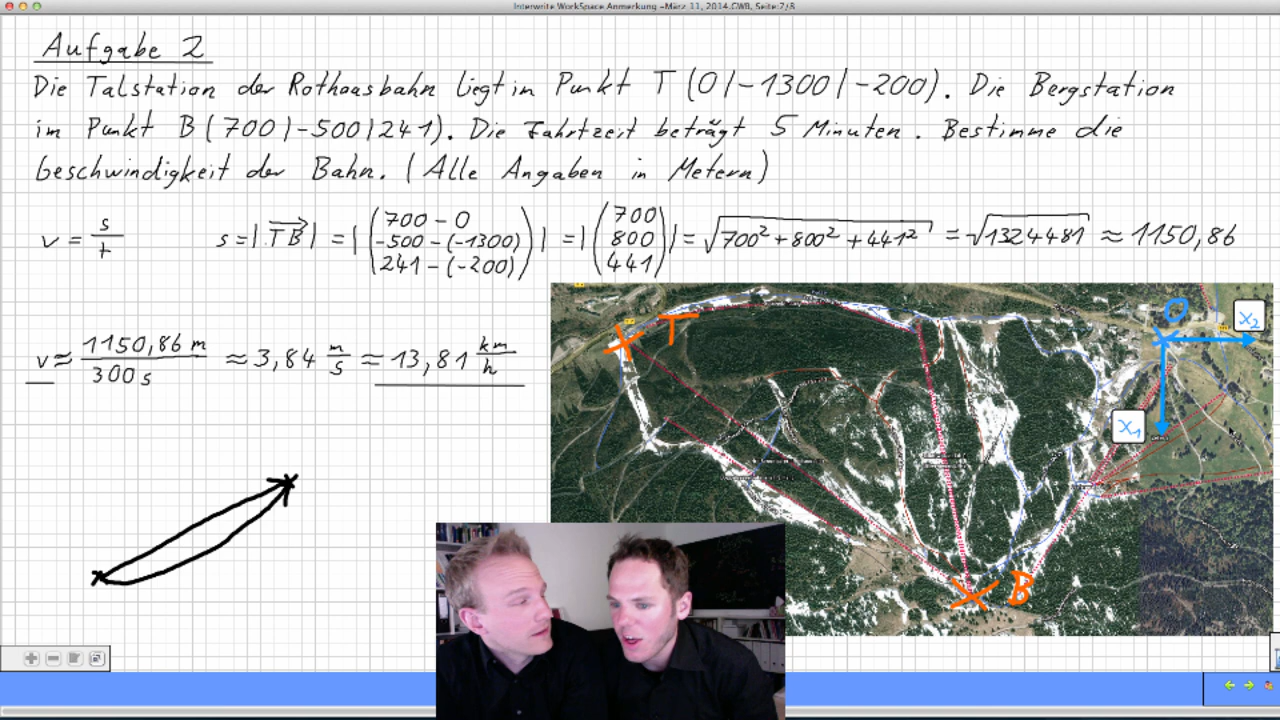 Interwrite WorkSpace Anmerkung -März 11, 2014.GWB, Seite:7/8
Aufgabe 2
Die Talstation der Rothausbahn liegt in Punkt T (0|-1300|-200). Die Bergstation
im Punkt B(700|-500|241). Die Fahrtzeit beträgt 5 Minuten. Bestimme die
Geschwindigkeit der Bahn. (Alle Angaben in Metern)
v = s/t s = |TB| = |(700 - 0, -500 - (-1300), 241 - (-200))| = |(700, 800, 441)| = √700² + 800² + 441² = √1324481 ≈ 1150,86
v ≈ 1150,86 m / 300 s ≈ 3,84 m/s ≈ 13,81 km/h
T
O
x₂
x₁
B